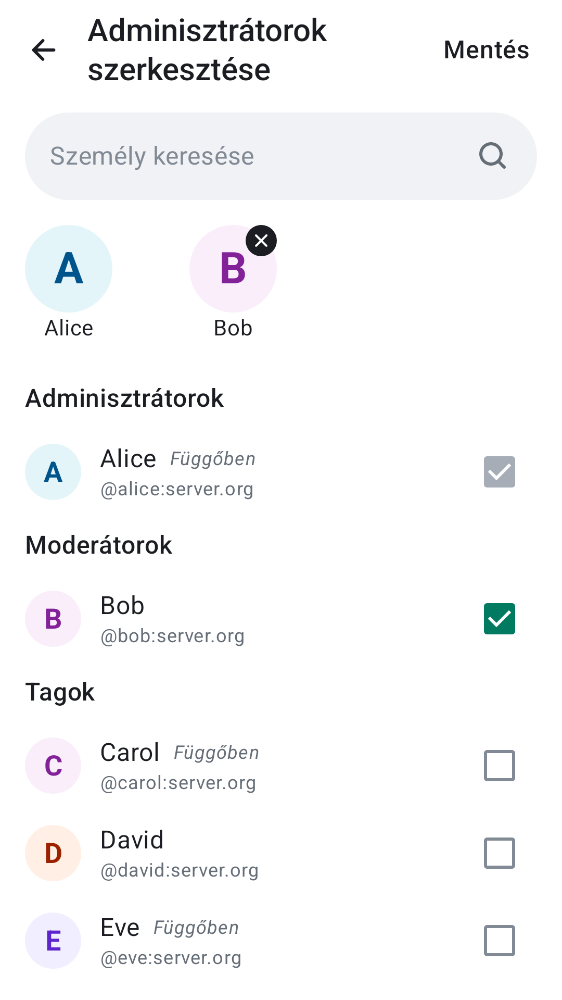 Adminisztrátorok
szerkesztése
Mentés
Személy keresése
A
B
Alice
Bob
Adminisztrátorok
A
Alice Függőben
@alice:server.org
Moderátorok
B
Bob
@bob:server.org
Tagok
C
Carol Függőben
@carol:server.org
D
David
@david:server.org
E
Eve Függőben
@eve:server.org